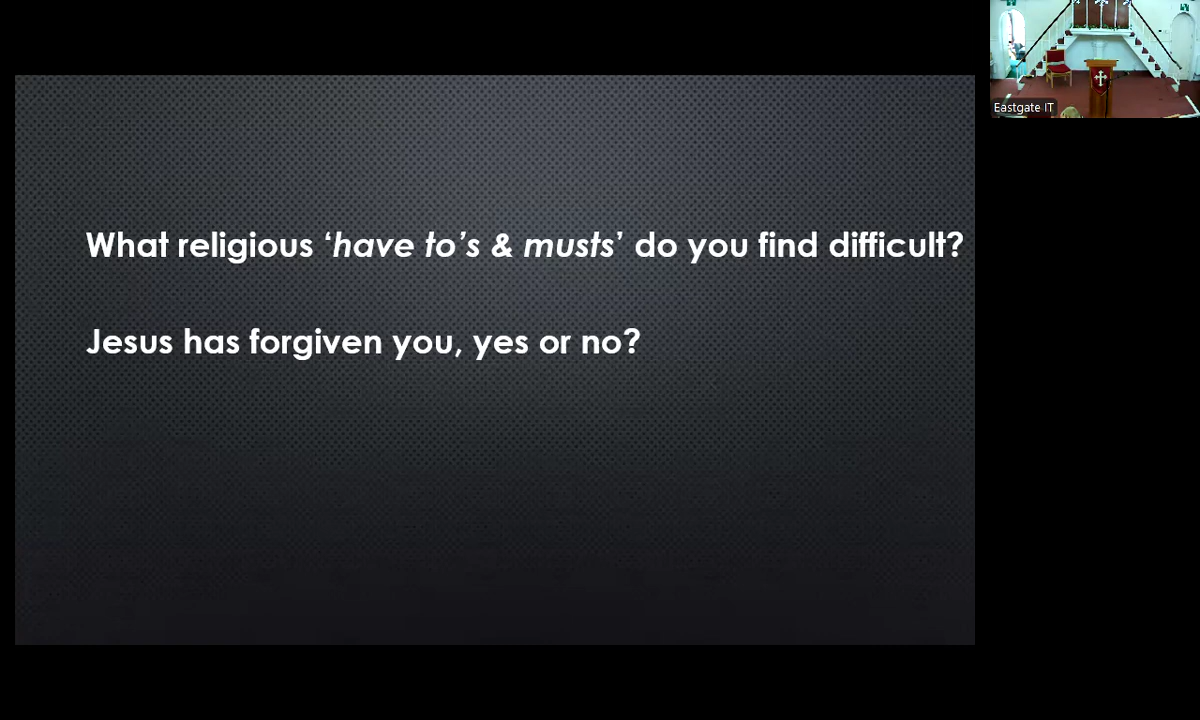 What religious ‘have to’s & musts’ do you find difficult?
Jesus has forgiven you, yes or no?
Eastgate IT